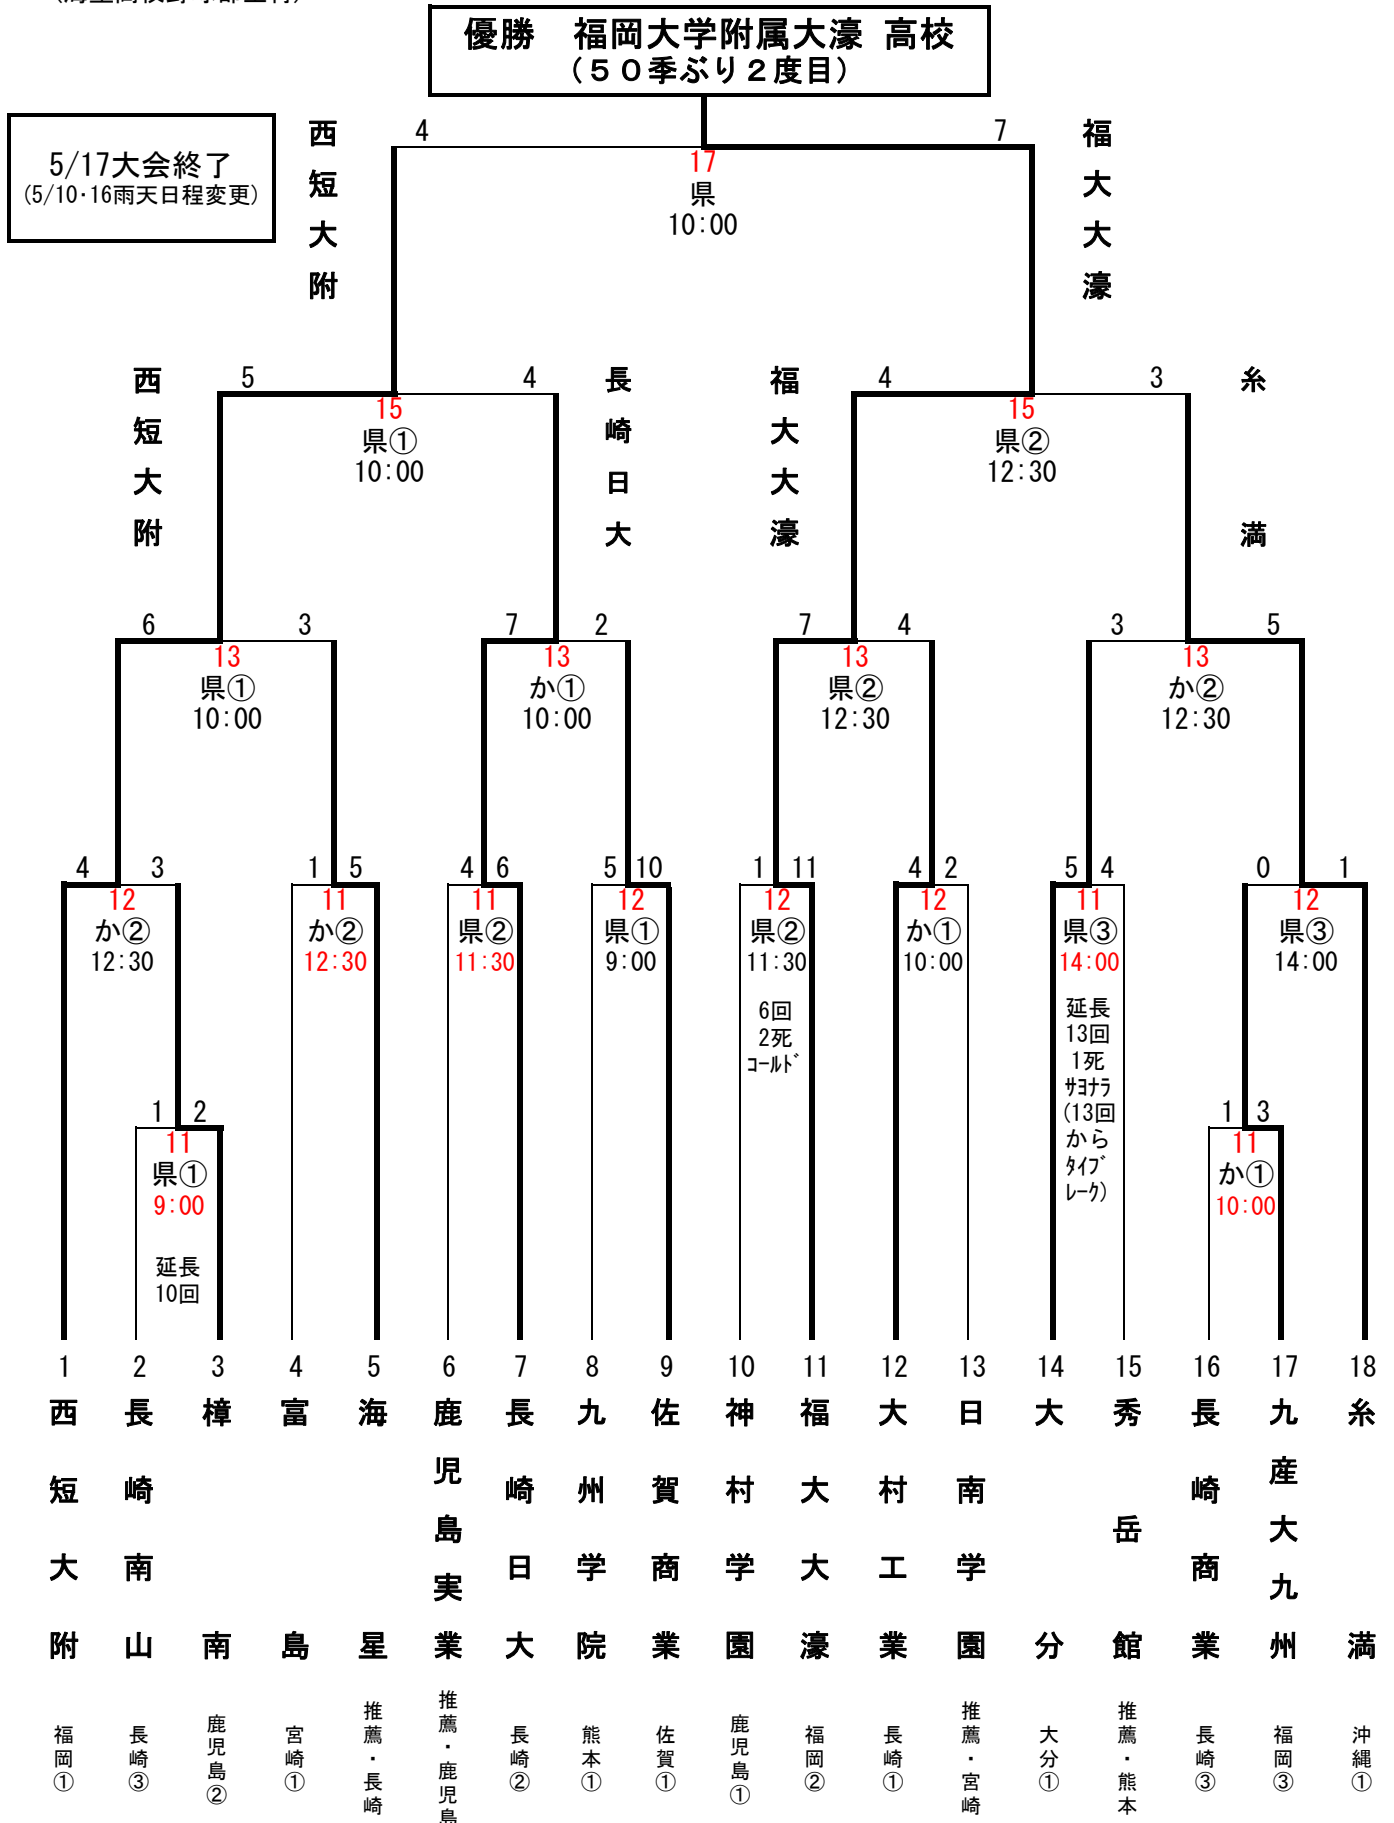 優勝　福岡大学附属大濠 高校
(５０季ぶり２度目)
5/17大会終了
(5/10･16雨天日程変更)
西短大附
4
7
福大大濠
17
県
10:00
西短大附
5
4
長崎日大
15
県①
10:00
福大大濠
4
3
糸満
15
県②
12:30
6
3
13
県①
10:00
7
2
13
か①
10:00
7
4
13
県②
12:30
3
5
13
か②
12:30
4
3
12
か②
12:30
1
5
11
か②
12:30
4
6
11
県②
11:30
5
10
12
県①
9:00
1
11
12
県②
11:30
6回
2死
ｺｰﾙﾄﾞ
4
2
12
か①
10:00
5
4
11
県③
14:00
延長
13回
1死
ｻﾖﾅﾗ
(13回
から
ﾀｲﾌﾞ
ﾚｰｸ)
0
1
12
県③
14:00
1
2
11
県①
9:00
延長
10回
1
3
11
か①
10:00
1
西短大附
福岡①
2
長崎南山
長崎③
3
樟南
鹿児島②
4
富島
宮崎①
5
海星
推薦・長崎
6
鹿児島実業
推薦・鹿児島
7
長崎日大
長崎②
8
九州学院
熊本①
9
佐賀商業
佐賀①
10
神村学園
鹿児島①
11
福大大濠
福岡②
12
大村工業
長崎①
13
日南学園
推薦・宮崎
14
大分
大分①
15
秀岳館
推薦・熊本
16
長崎商業
長崎③
17
九産大九州
福岡③
18
糸満
沖縄①